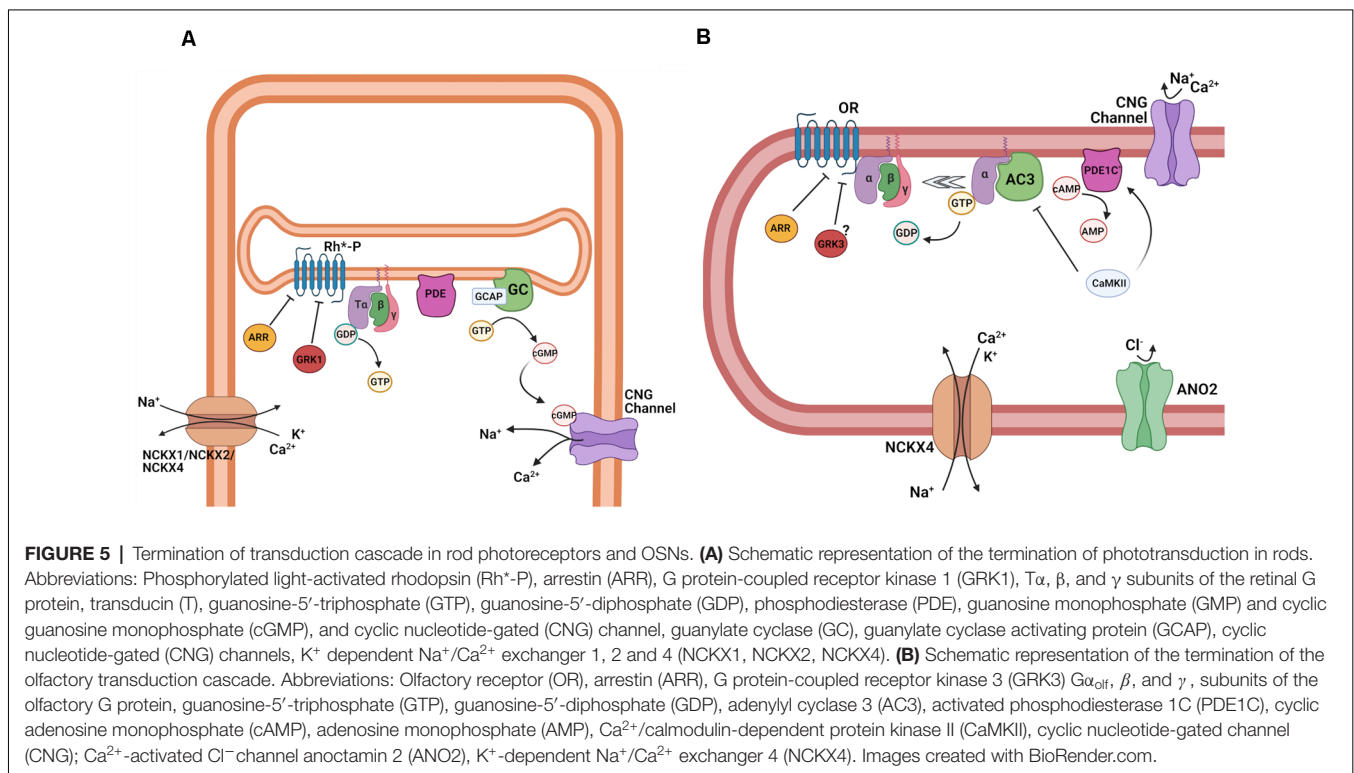 A
B
Rh*-P
Tα
β
γ
PDE
GCAP
GC
ARR
GRK1
GDP
GTP
GTP
cGMP
cGMP
CNG
Channel
Na⁺
Ca²⁺
Na⁺
K⁺
Ca²⁺
NCKX1/NCKX2/
NCKX4
OR
CNG
Channel
Na⁺
Ca²⁺
α
β
γ
α
AC3
PDE1C
cAMP
AMP
GTP
GDP
ARR
GRK3
?
CaMKII
Ca²⁺
K⁺
NCKX4
Na⁺
Cl⁻
ANO2
FIGURE 5 | Termination of transduction cascade in rod photoreceptors and OSNs. (A) Schematic representation of the termination of phototransduction in rods.
Abbreviations: Phosphorylated light-activated rhodopsin (Rh*-P), arrestin (ARR), G protein-coupled receptor kinase 1 (GRK1), Tα, β, and γ subunits of the retinal G
protein, transducin (T), guanosine-5′-triphosphate (GTP), guanosine-5′-diphosphate (GDP), phosphodiesterase (PDE), guanosine monophosphate (GMP) and cyclic
guanosine monophosphate (cGMP), and cyclic nucleotide-gated (CNG) channel, guanylate cyclase (GC), guanylate cyclase activating protein (GCAP), cyclic
nucleotide-gated (CNG) channels, K⁺ dependent Na⁺/Ca²⁺ exchanger 1, 2 and 4 (NCKX1, NCKX2, NCKX4). (B) Schematic representation of the termination of the
olfactory transduction cascade. Abbreviations: Olfactory receptor (OR), arrestin (ARR), G protein-coupled receptor kinase 3 (GRK3) Gαolf, β, and γ, subunits of the
olfactory G protein, guanosine-5′-triphosphate (GTP), guanosine-5′-diphosphate (GDP), adenylyl cyclase 3 (AC3), activated phosphodiesterase 1C (PDE1C), cyclic
adenosine monophosphate (cAMP), adenosine monophosphate (AMP), Ca²⁺/calmodulin-dependent protein kinase II (CaMKII), cyclic nucleotide-gated channel
(CNG); Ca²⁺-activated Cl⁻channel anoctamin 2 (ANO2), K⁺-dependent Na⁺/Ca²⁺ exchanger 4 (NCKX4). Images created with BioRender.com.